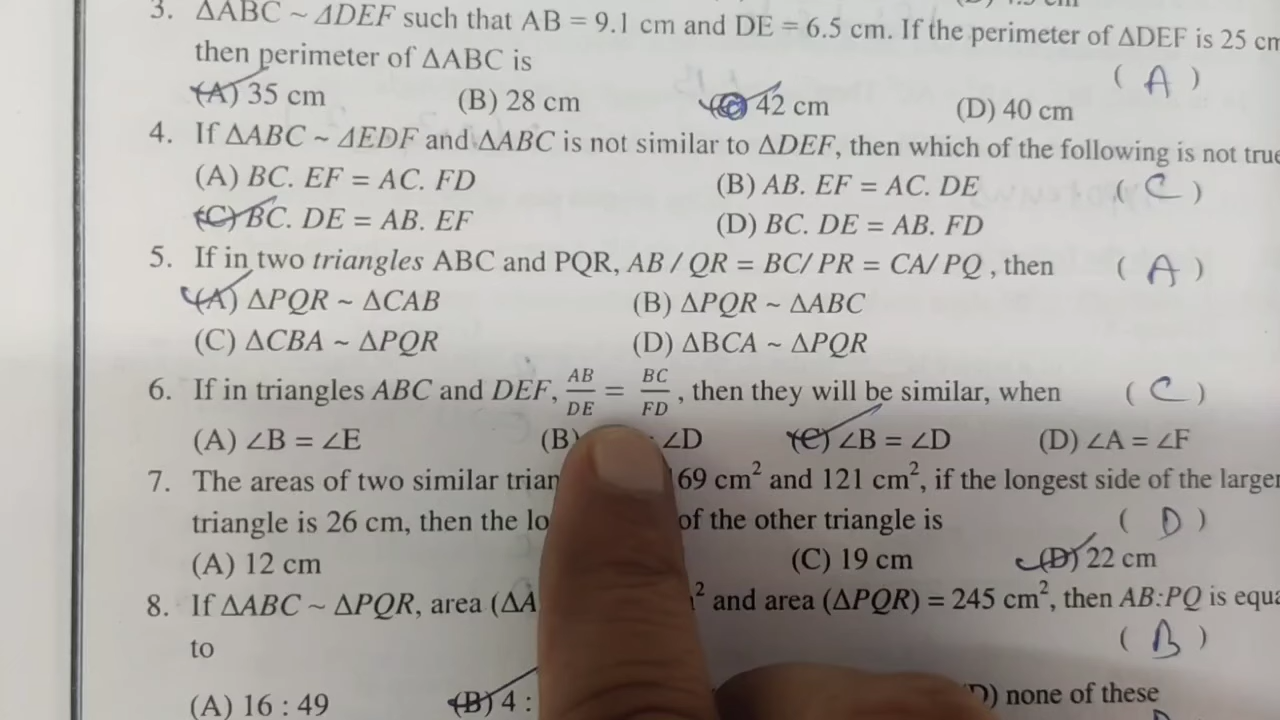 3. ΔABC ~ ΔDEF such that AB = 9.1 cm and DE = 6.5 cm. If the perimeter of ΔDEF is 25 cm
then perimeter of ΔABC is ( A )
(A) 35 cm (B) 28 cm (C) 42 cm (D) 40 cm
4. If ΔABC ~ ΔEDF and ΔABC is not similar to ΔDEF, then which of the following is not true
(A) BC. EF = AC. FD (B) AB. EF = AC. DE ( C )
(C) BC. DE = AB. EF (D) BC. DE = AB. FD
5. If in two triangles ABC and PQR, AB / QR = BC/ PR = CA/ PQ , then ( A )
(A) ΔPQR ~ ΔCAB (B) ΔPQR ~ ΔABC
(C) ΔCBA ~ ΔPQR (D) ΔBCA ~ ΔPQR
6. If in triangles ABC and DEF, AB/DE = BC/FD , then they will be similar, when ( C )
(A) ∠B = ∠E (B) ∠D (C) ∠B = ∠D (D) ∠A = ∠F
7. The areas of two similar 69 cm² and 121 cm², if the longest side of the larger
triangle is 26 cm, then the of the other triangle is ( D )
(A) 12 cm (C) 19 cm (D) 22 cm
8. If ΔABC ~ ΔPQR, area and area (ΔPQR) = 245 cm², then AB:PQ is
to ( B )
(A) 16 : 49 (B) 4 : none of these